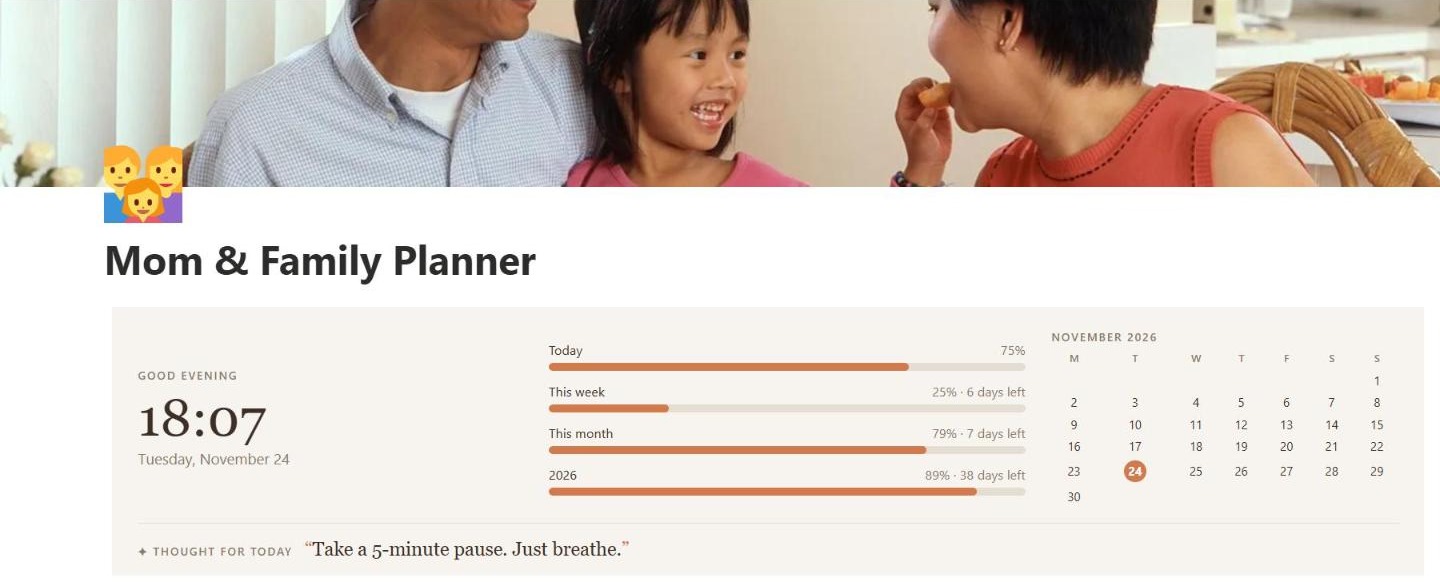 Mom & Family Planner
GOOD EVENING
18:07
Tuesday, November 24
Today 75%
This week 25% · 6 days left
This month 79% · 7 days left
2026 89% · 38 days left
NOVEMBER 2026
M T W T F S S
1
2 3 4 5 6 7 8
9 10 11 12 13 14 15
16 17 18 19 20 21 22
23 24 25 26 27 28 29
30
✦ THOUGHT FOR TODAY “Take a 5-minute pause. Just breathe.”